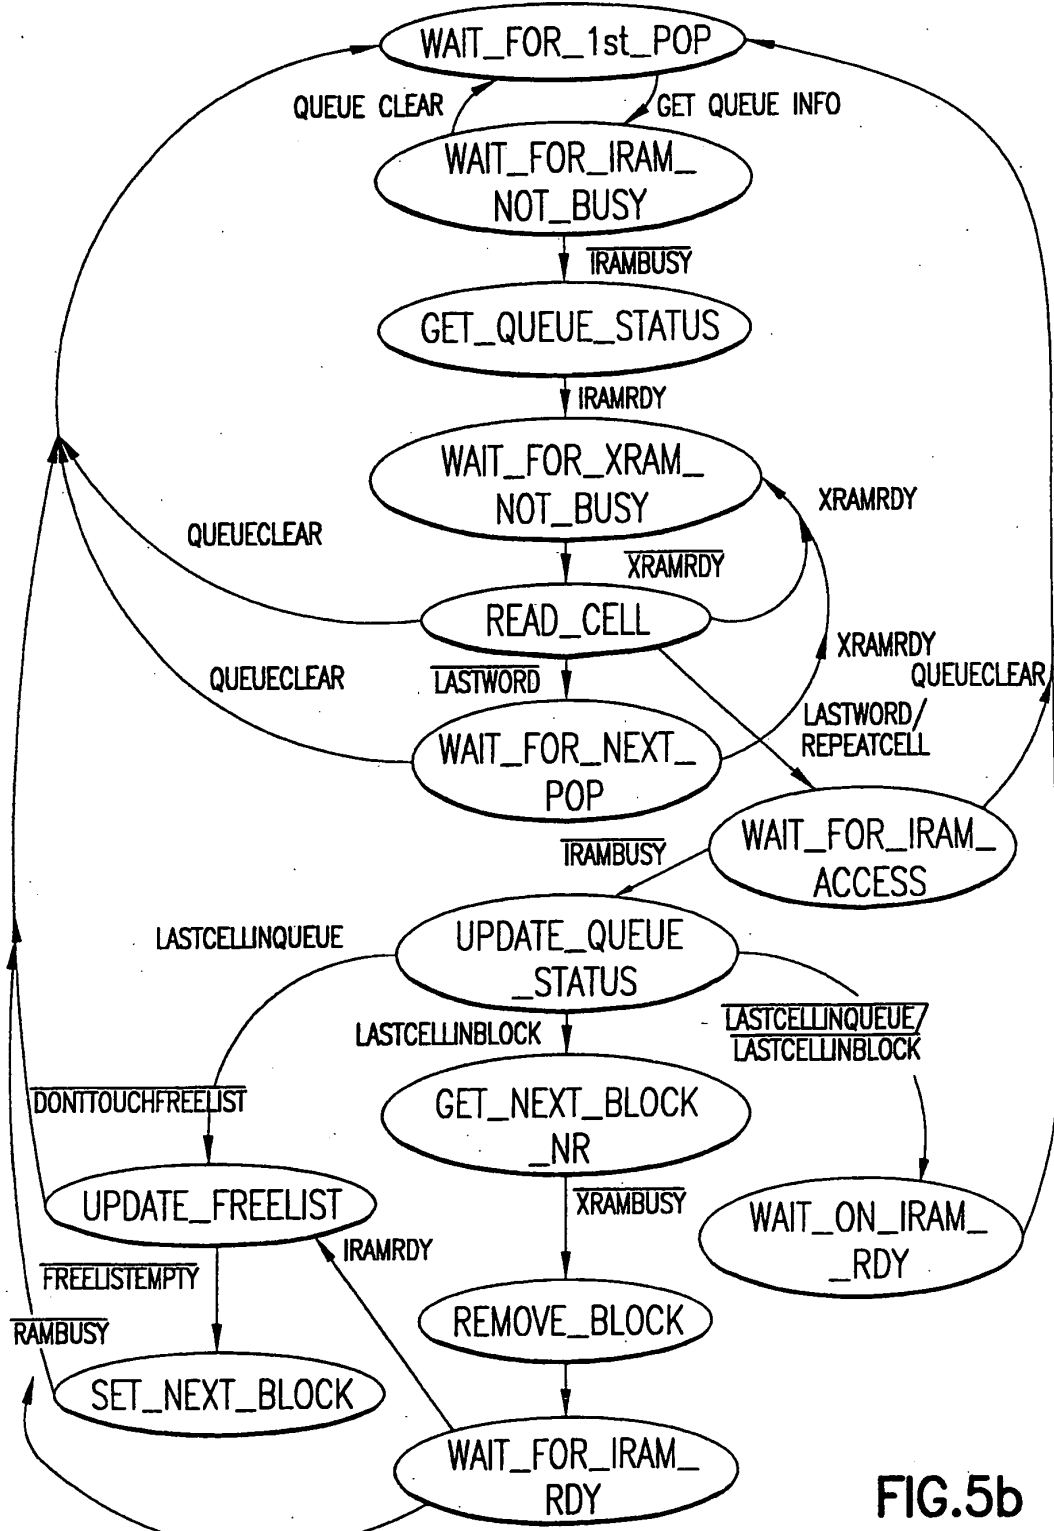 WAIT_FOR_1st_POP
QUEUE CLEAR
GET QUEUE INFO
WAIT_FOR_IRAM_
NOT_BUSY
IRAMBUSY
GET_QUEUE_STATUS
IRAMRDY
WAIT_FOR_XRAM_
NOT_BUSY
XRAMRDY
QUEUECLEAR
XRAMRDY
READ_CELL
XRAMRDY
QUEUECLEAR
QUEUECLEAR
LASTWORD
LASTWORD/
REPEATCELL
WAIT_FOR_NEXT_
POP
WAIT_FOR_IRAM_
ACCESS
IRAMBUSY
LASTCELLINQUEUE
UPDATE_QUEUE
_STATUS
LASTCELLINBLOCK
LASTCELLINQUEUE/
LASTCELLINBLOCK
DONTTOUCHFREELIST
GET_NEXT_BLOCK
_NR
UPDATE_FREELIST
XRAMBUSY
WAIT_ON_IRAM_
_RDY
IRAMRDY
FREELISTEMPTY
RAMBUSY
REMOVE_BLOCK
SET_NEXT_BLOCK
WAIT_FOR_IRAM_
RDY
FIG.5b